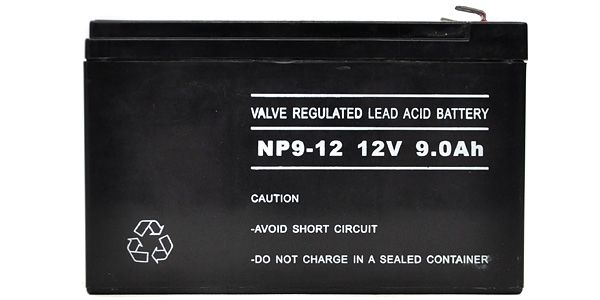 VALVE REGULATED LEAD ACID BATTERY
NP9-12 12V 9.0Ah
CAUTION
-AVOID SHORT CIRCUIT
-DO NOT CHARGE IN A SEALED CONTAINER